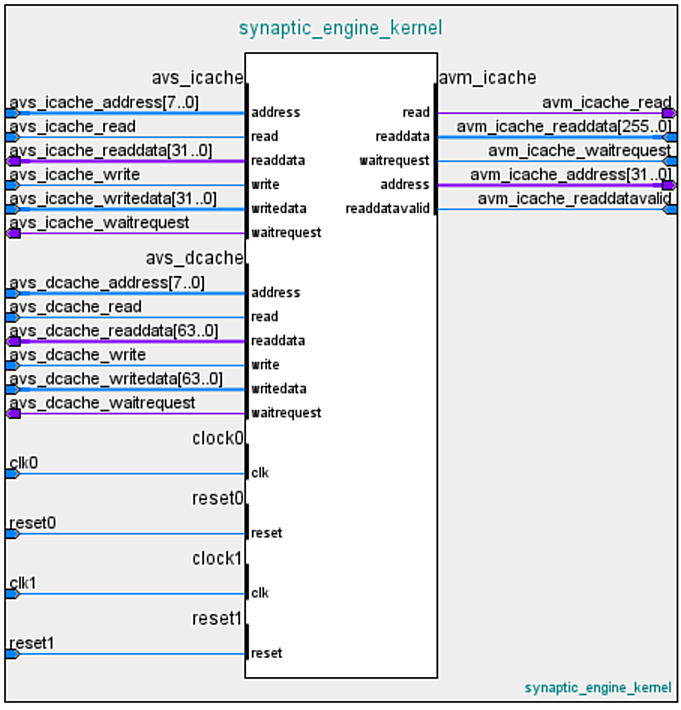 synaptic_engine_kernel
avs_icache
avs_icache_address[7..0]
address
avs_icache_read
read
avs_icache_readdata[31..0]
readdata
avs_icache_write
write
avs_icache_writedata[31..0]
writedata
avs_icache_waitrequest
waitrequest
avs_dcache
avs_dcache_address[7..0]
address
avs_dcache_read
read
avs_dcache_readdata[63..0]
readdata
avs_dcache_write
write
avs_dcache_writedata[63..0]
writedata
avs_dcache_waitrequest
waitrequest
clock0
clk0
clk
reset0
reset0
reset
clock1
clk1
clk
reset1
reset1
reset
avm_icache
read
avm_icache_read
readdata
avm_icache_readdata[255..0]
waitrequest
avm_icache_waitrequest
address
avm_icache_address[31..0]
readdatavalid
avm_icache_readdatavalid
synaptic_engine_kernel